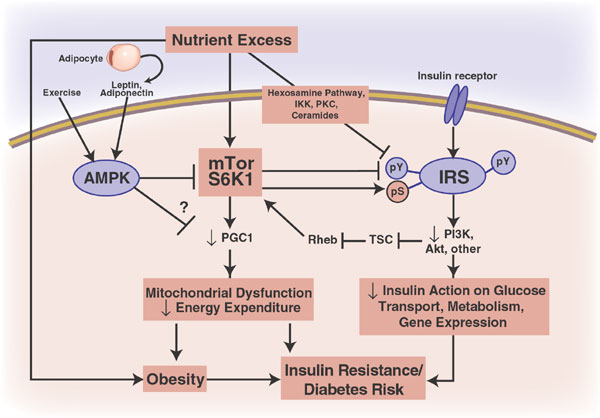 Nutrient Excess
Adipocyte
Insulin receptor
Exercise
Leptin,
Adiponectin
Hexosamine Pathway,
IKK, PKC,
Ceramides
mTor
S6K1
AMPK
pY
pY
pS
IRS
?
↓ PGC1
Rheb
TSC
↓ PI3K,
Akt, other
Mitochondrial Dysfunction
↓ Energy Expenditure
↓ Insulin Action on Glucose
Transport, Metabolism,
Gene Expression
Obesity
Insulin Resistance/
Diabetes Risk